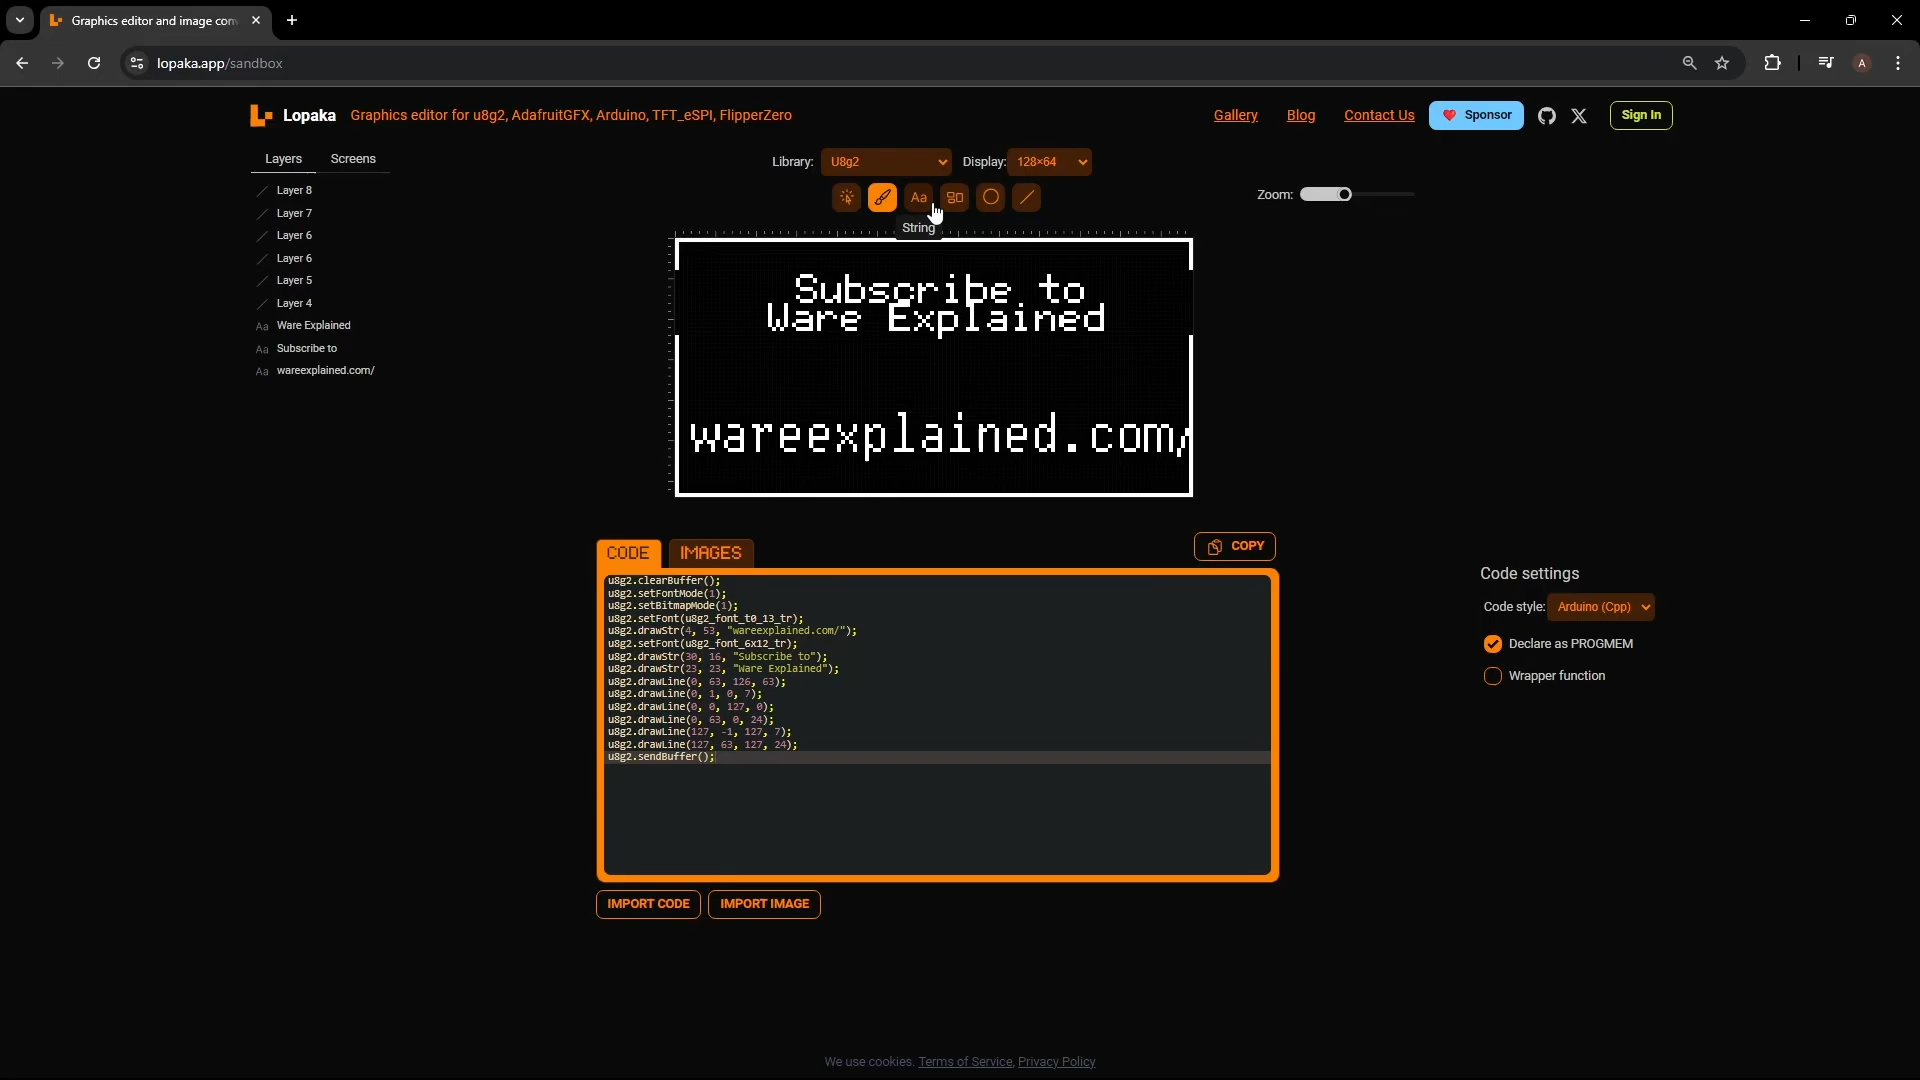 Graphics editor and image con
lopaka.app/sandbox
A
Lopaka
Graphics editor for u8g2, AdafruitGFX, Arduino, TFT_eSPI, FlipperZero
Gallery
Blog
Contact Us
Sponsor
Sign In
Layers
Screens
Library:
U8g2
Display:
128×64
Aa
String
Zoom:
Layer 8
Layer 7
Layer 6
Layer 6
Layer 5
Layer 4
Aa Ware Explained
Aa Subscribe to
Aa wareexplained.com/
Subscribe to
Ware Explained
wareexplained.com/
CODE
IMAGES
COPY
u8g2.clearBuffer();
u8g2.setFontMode(1);
u8g2.setBitmapMode(1);
u8g2.setFont(u8g2_font_t0_13_tr);
u8g2.drawStr(4, 53, "wareexplained.com/");
u8g2.setFont(u8g2_font_6x12_tr);
u8g2.drawStr(30, 16, "Subscribe to");
u8g2.drawStr(23, 23, "Ware Explained");
u8g2.drawLine(0, 63, 126, 63);
u8g2.drawLine(0, 1, 0, 7);
u8g2.drawLine(0, 0, 127, 0);
u8g2.drawLine(0, 63, 0, 24);
u8g2.drawLine(127, -1, 127, 7);
u8g2.drawLine(127, 63, 127, 24);
u8g2.sendBuffer();
Code settings
Code style: Arduino (Cpp)
Declare as PROGMEM
Wrapper function
IMPORT CODE
IMPORT IMAGE
We use cookies. Terms of Service, Privacy Policy